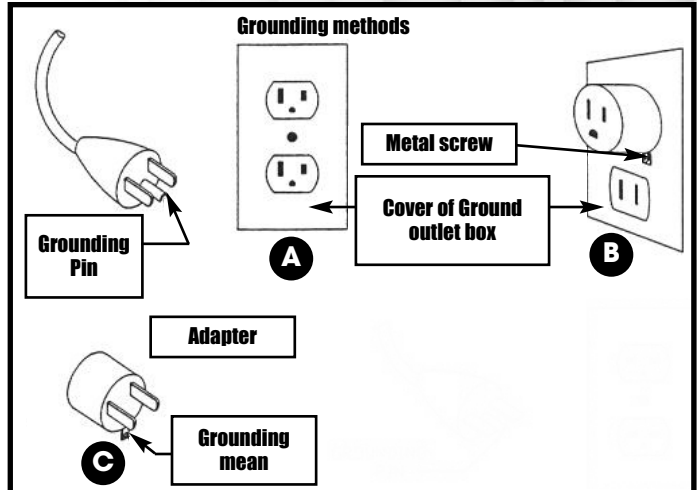 Grounding methods
Metal screw
Cover of Ground
outlet box
Grounding
Pin
A
B
Adapter
Grounding
mean
C